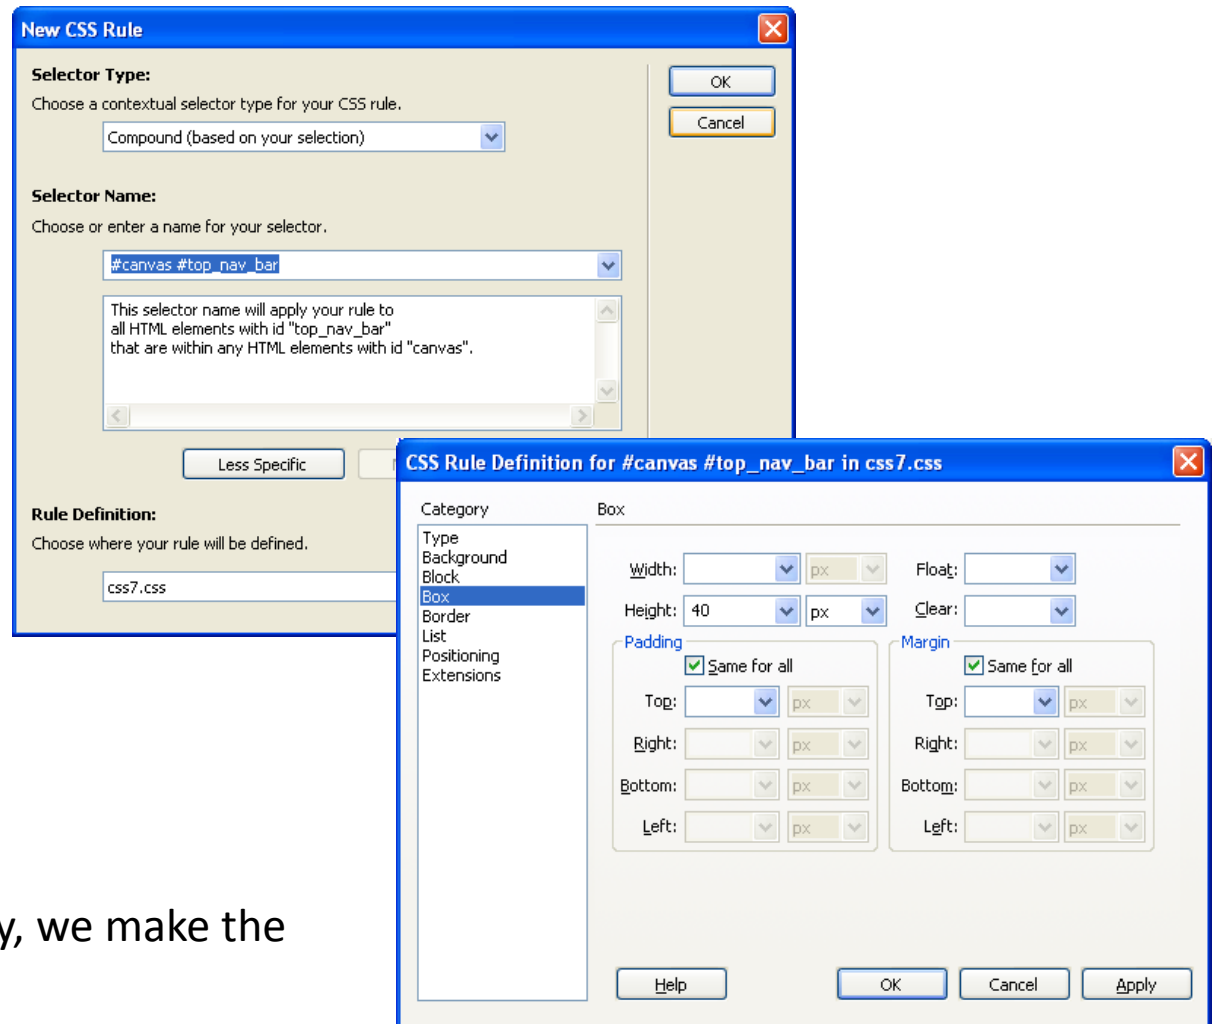 New CSS Rule
Selector Type:
Choose a contextual selector type for your CSS rule.
Compound (based on your selection)
OK
Cancel
Selector Name:
Choose or enter a name for your selector.
#canvas #top_nav_bar
This selector name will apply your rule to
all HTML elements with id "top_nav_bar"
that are within any HTML elements with id "canvas".
Less Specific
Rule Definition:
Choose where your rule will be defined.
css7.css
CSS Rule Definition for #canvas #top_nav_bar in css7.css
Category
Type
Background
Block
Box
Border
List
Positioning
Extensions
Box
Width: px Float:
Height: 40 px Clear:
Padding
Same for all
Top: px
Right: px
Bottom: px
Left: px
Margin
Same for all
Top: px
Right: px
Bottom: px
Left: px
Help OK Cancel Apply
y, we make the